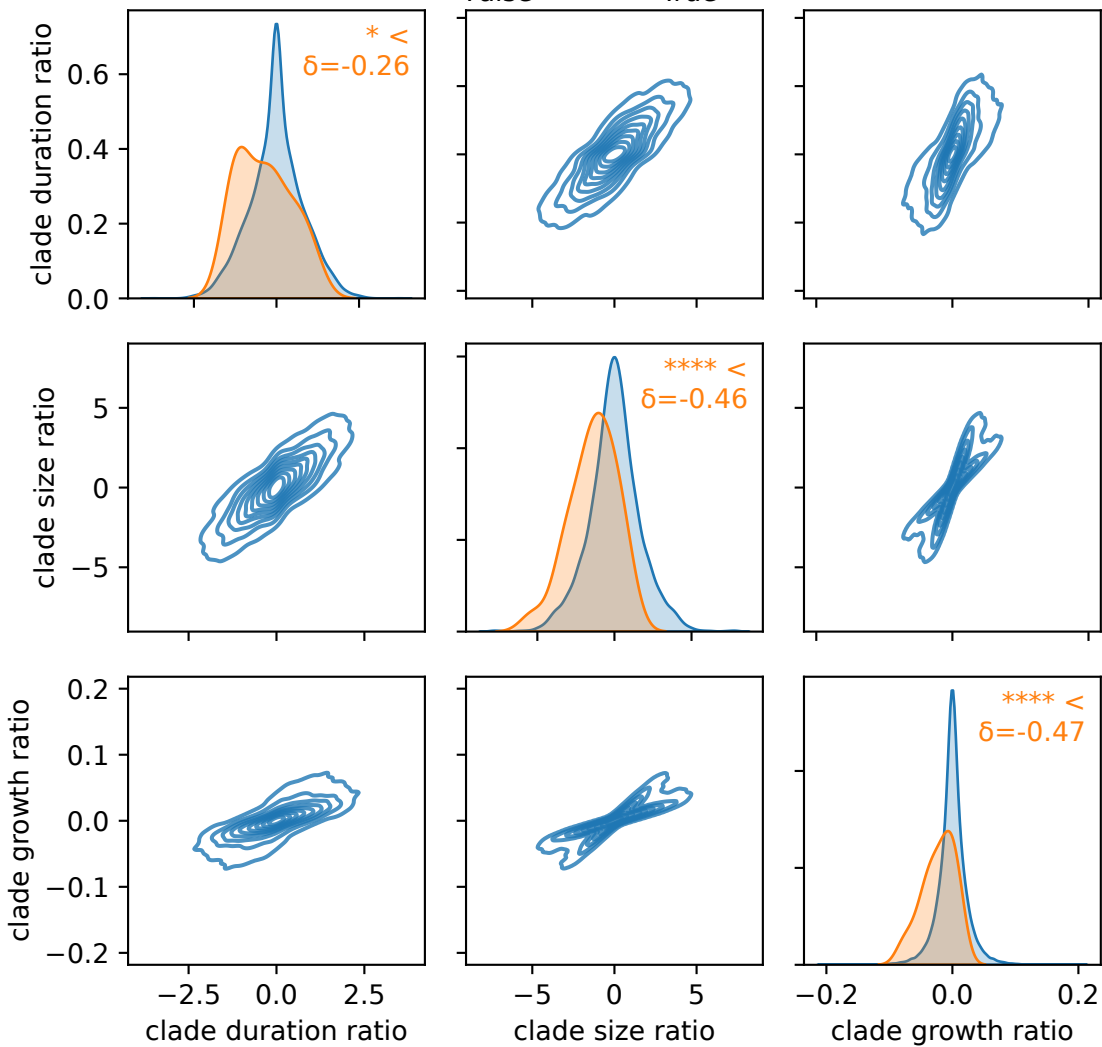 clade duration ratio
0.6
0.4
0.2
0.0
* <
δ=-0.26
clade size ratio
5
0
−5
**** <
δ=-0.46
clade growth ratio
0.2
0.1
0.0
−0.1
−0.2
**** <
δ=-0.47
−2.5 0.0 2.5
−5 0 5
−0.2 0.0 0.2
clade duration ratio
clade size ratio
clade growth ratio